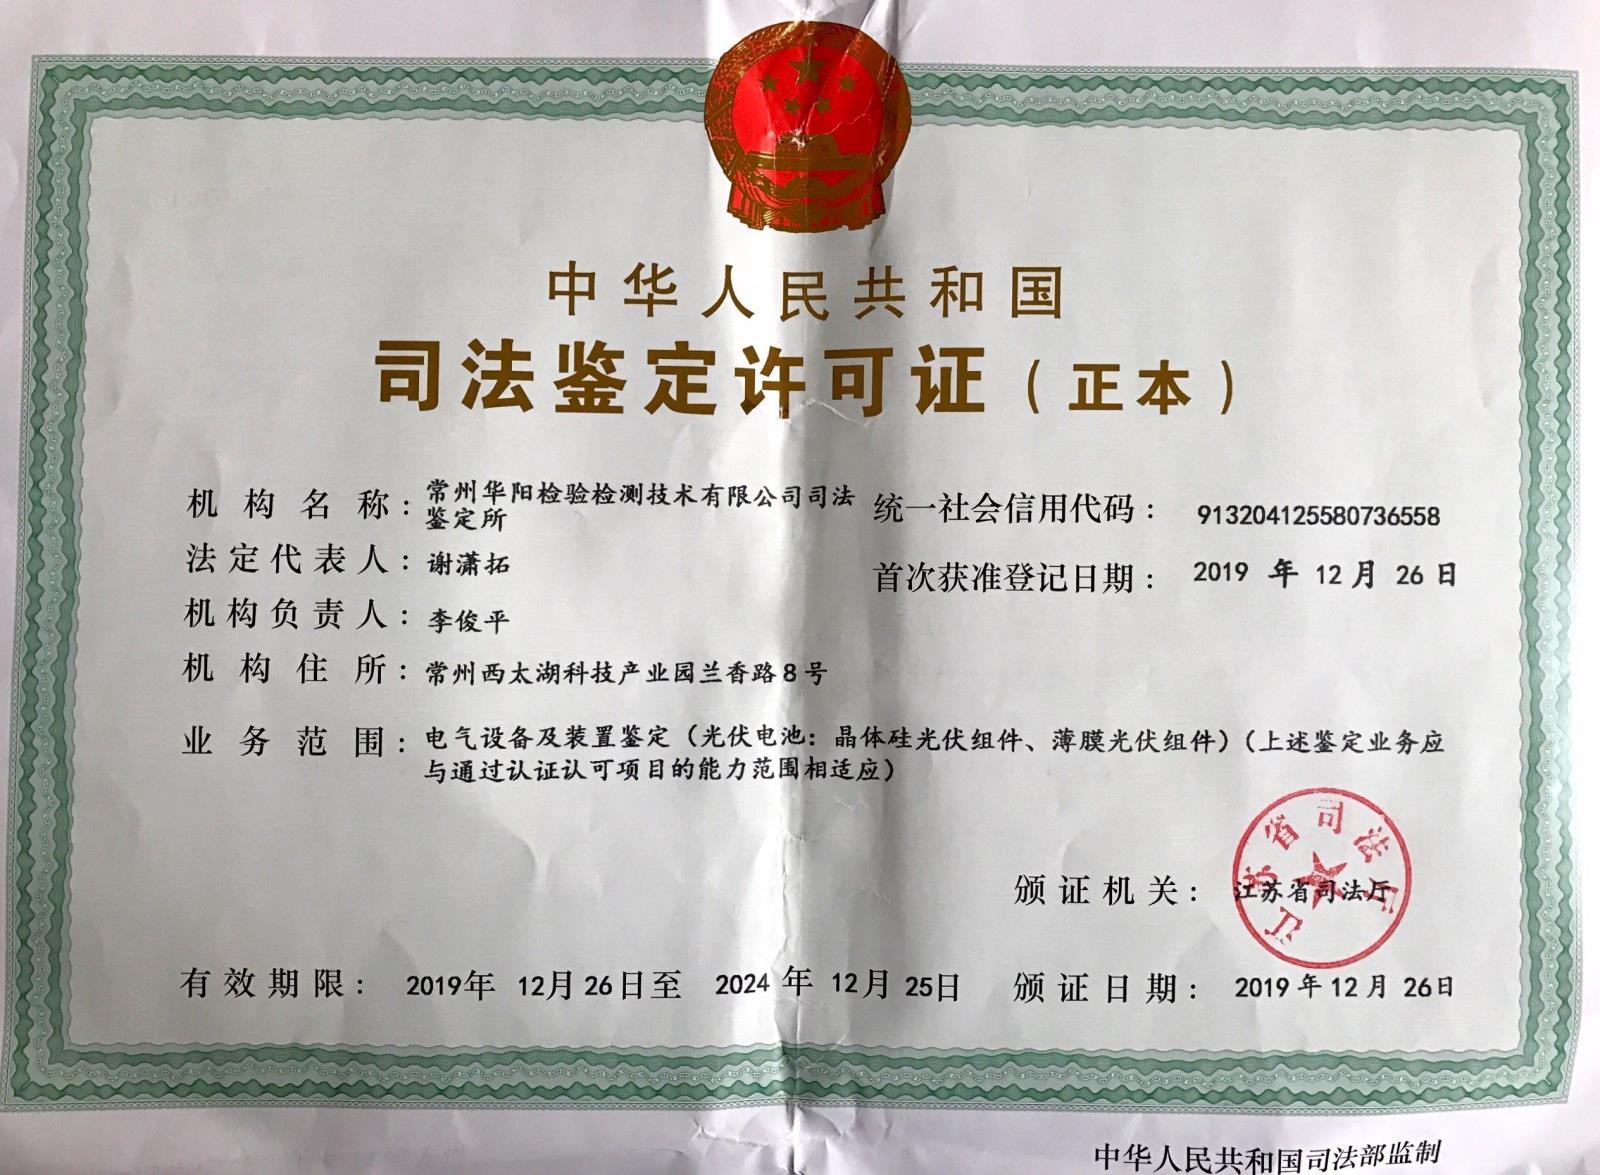 中华人民共和国
司法鉴定许可证（正本）
机构名称：常州华阳检验检测技术有限公司司法
鉴定所
统一社会信用代码： 913204125580736558
法定代表人：谢潇拓
首次获准登记日期： 2019 年 12 月 26 日
机构负责人：李俊平
机构住所：常州西太湖科技产业园兰香路8号
业务范围：电气设备及装置鉴定（光伏电池：晶体硅光伏组件、薄膜光伏组件）（上述鉴定业务应
与通过认证认可项目的能力范围相适应）
江苏省司法厅
颁证机关： 江苏省司法厅
有效期限： 2019年 12月 26日至 2024 年 12月 25日
颁证日期： 2019 年 12 月 26日
中华人民共和国司法部监制